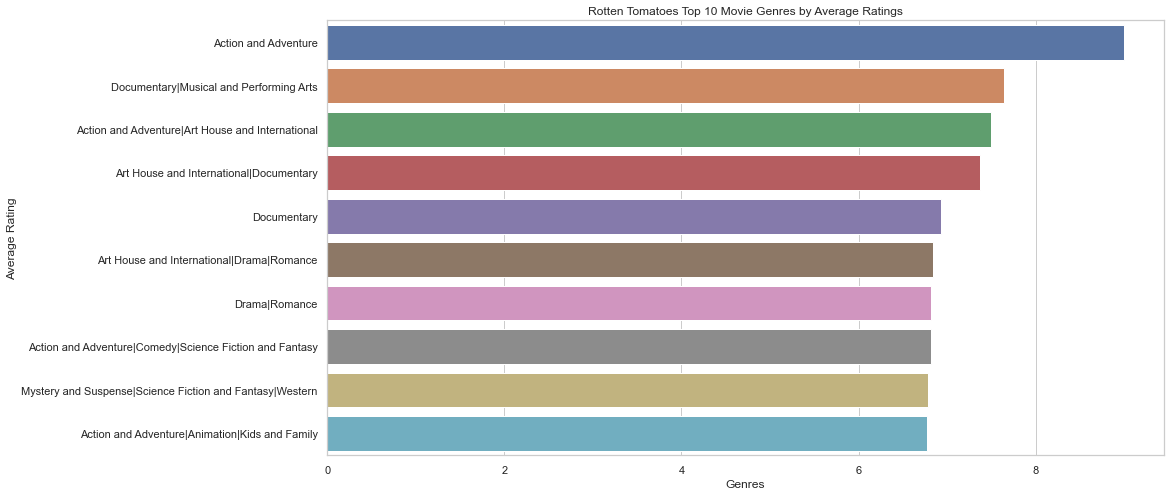 Rotten Tomatoes Top 10 Movie Genres by Average Ratings
Action and Adventure
Documentary|Musical and Performing Arts
Action and Adventure|Art House and International
Art House and International|Documentary
Documentary
Art House and International|Drama|Romance
Drama|Romance
Action and Adventure|Comedy|Science Fiction and Fantasy
Mystery and Suspense|Science Fiction and Fantasy|Western
Action and Adventure|Animation|Kids and Family
Average Rating
0 2 4 6 8
Genres